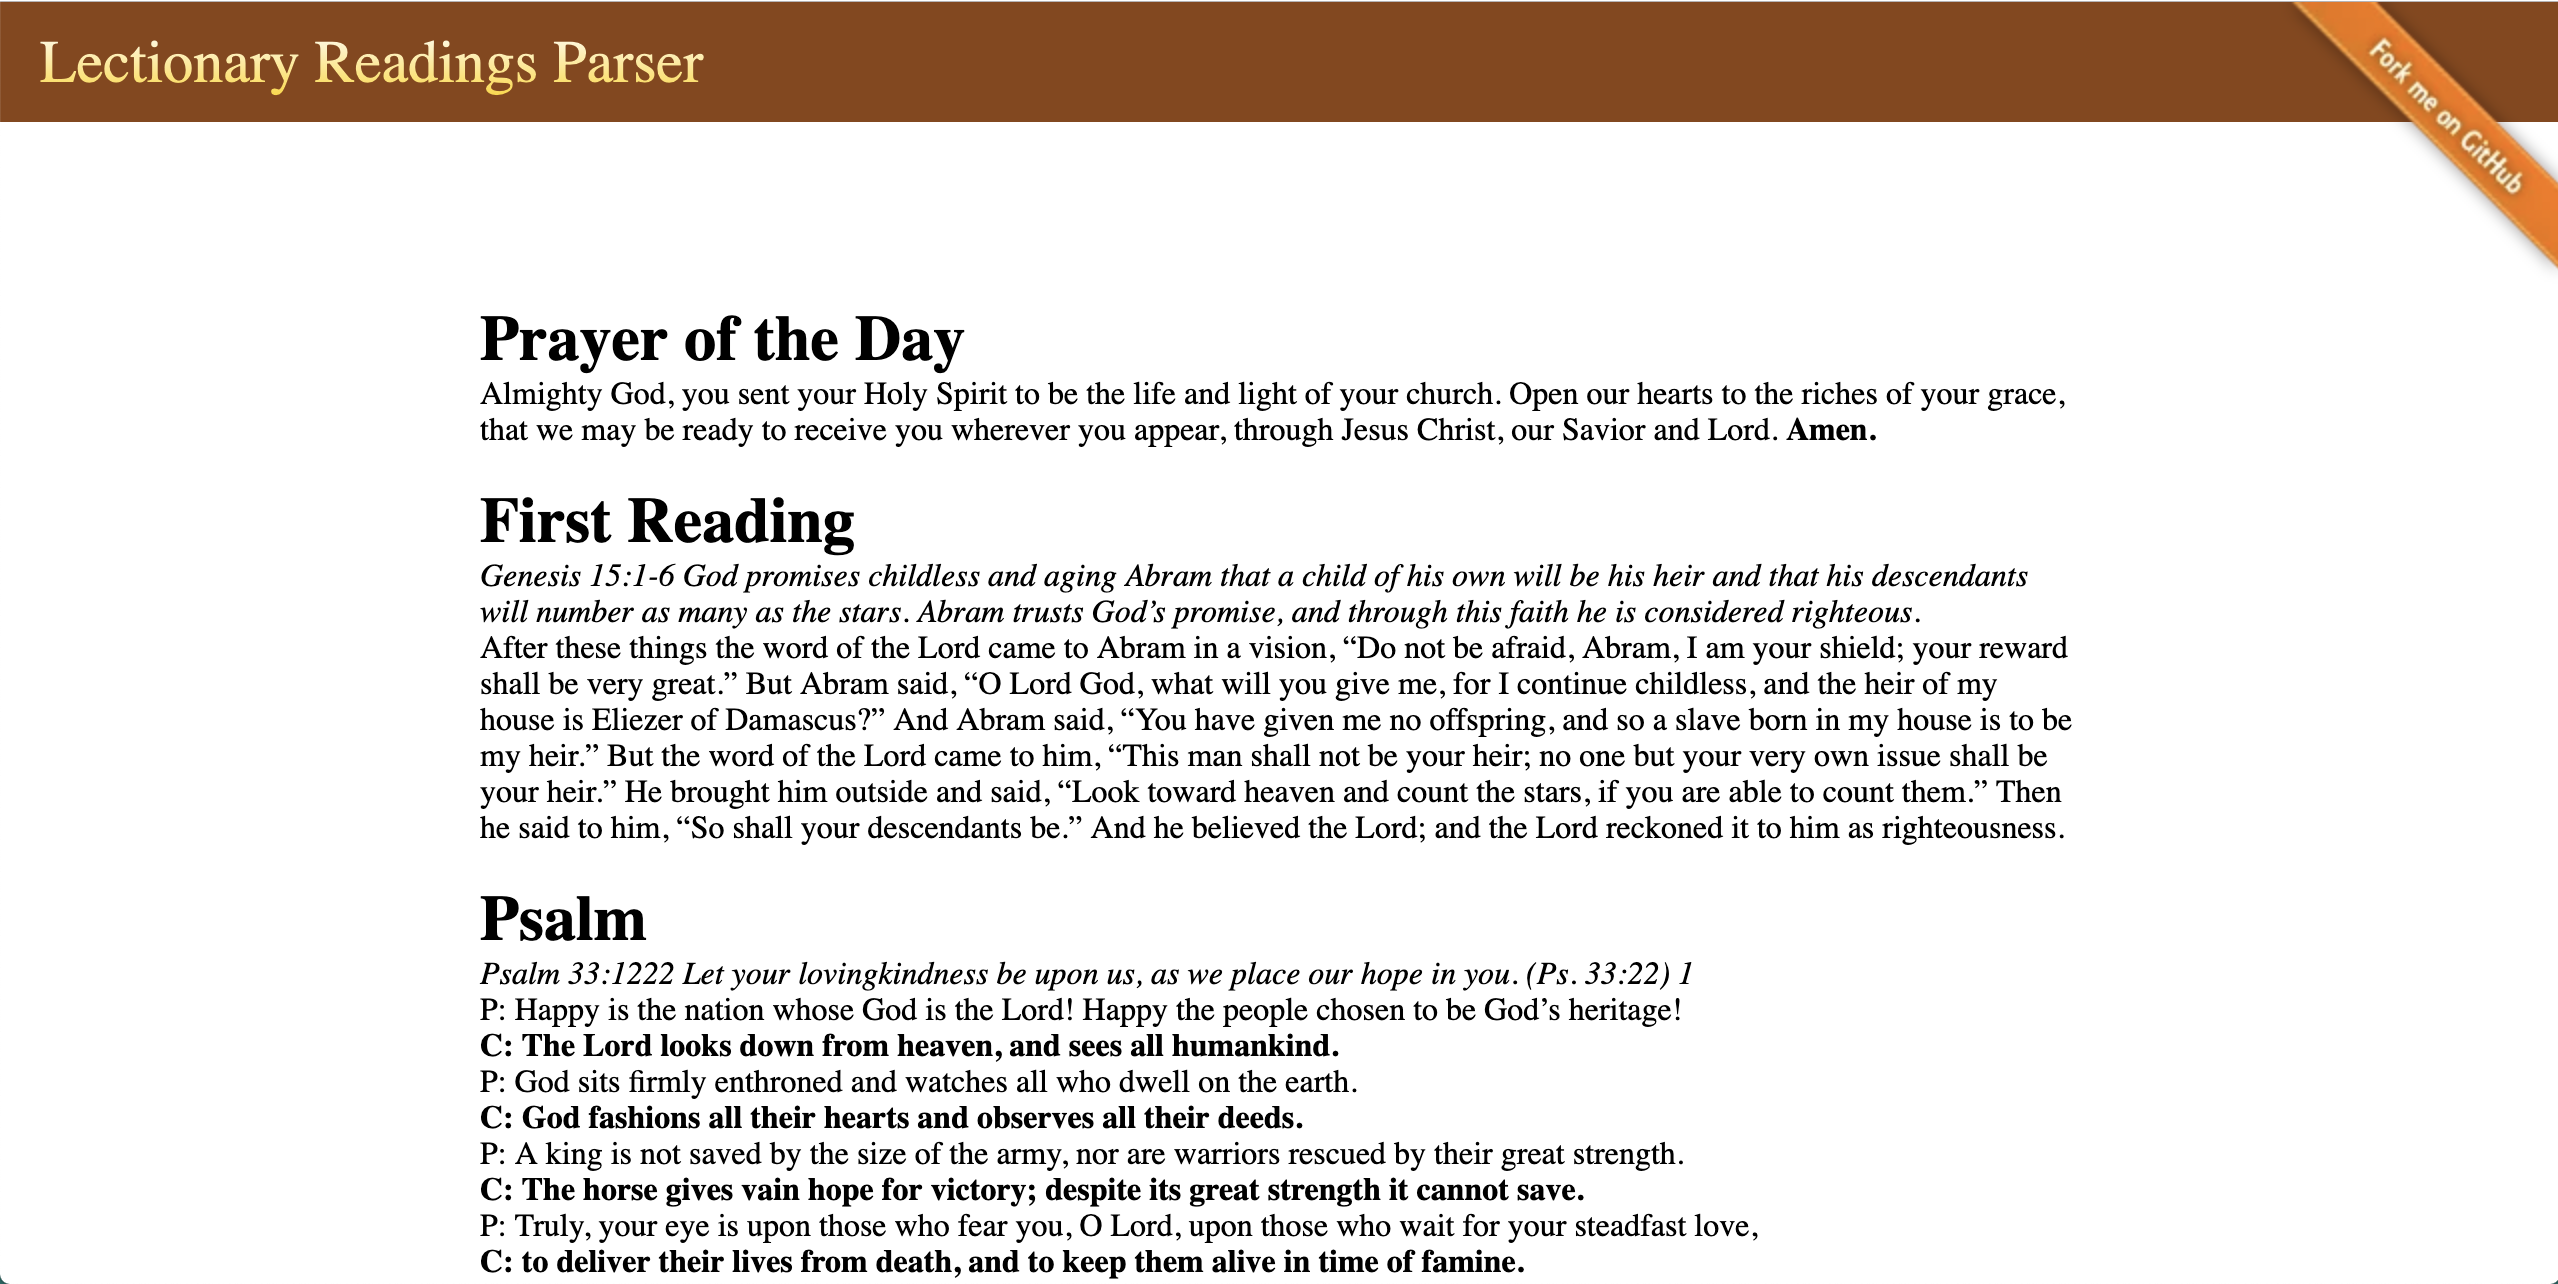 Lectionary Readings Parser
Fork me on GitHub
Prayer of the Day
Almighty God, you sent your Holy Spirit to be the life and light of your church. Open our hearts to the riches of your grace,
that we may be ready to receive you wherever you appear, through Jesus Christ, our Savior and Lord. Amen.
First Reading
Genesis 15:1-6 God promises childless and aging Abram that a child of his own will be his heir and that his descendants
will number as many as the stars. Abram trusts God’s promise, and through this faith he is considered righteous.
After these things the word of the Lord came to Abram in a vision, “Do not be afraid, Abram, I am your shield; your reward
shall be very great.” But Abram said, “O Lord God, what will you give me, for I continue childless, and the heir of my
house is Eliezer of Damascus?” And Abram said, “You have given me no offspring, and so a slave born in my house is to be
my heir.” But the word of the Lord came to him, “This man shall not be your heir; no one but your very own issue shall be
your heir.” He brought him outside and said, “Look toward heaven and count the stars, if you are able to count them.” Then
he said to him, “So shall your descendants be.” And he believed the Lord; and the Lord reckoned it to him as righteousness.
Psalm
Psalm 33:1222 Let your lovingkindness be upon us, as we place our hope in you. (Ps. 33:22) 1
P: Happy is the nation whose God is the Lord! Happy the people chosen to be God’s heritage!
C: The Lord looks down from heaven, and sees all humankind.
P: God sits firmly enthroned and watches all who dwell on the earth.
C: God fashions all their hearts and observes all their deeds.
P: A king is not saved by the size of the army, nor are warriors rescued by their great strength.
C: The horse gives vain hope for victory; despite its great strength it cannot save.
P: Truly, your eye is upon those who fear you, O Lord, upon those who wait for your steadfast love,
C: to deliver their lives from death, and to keep them alive in time of famine.